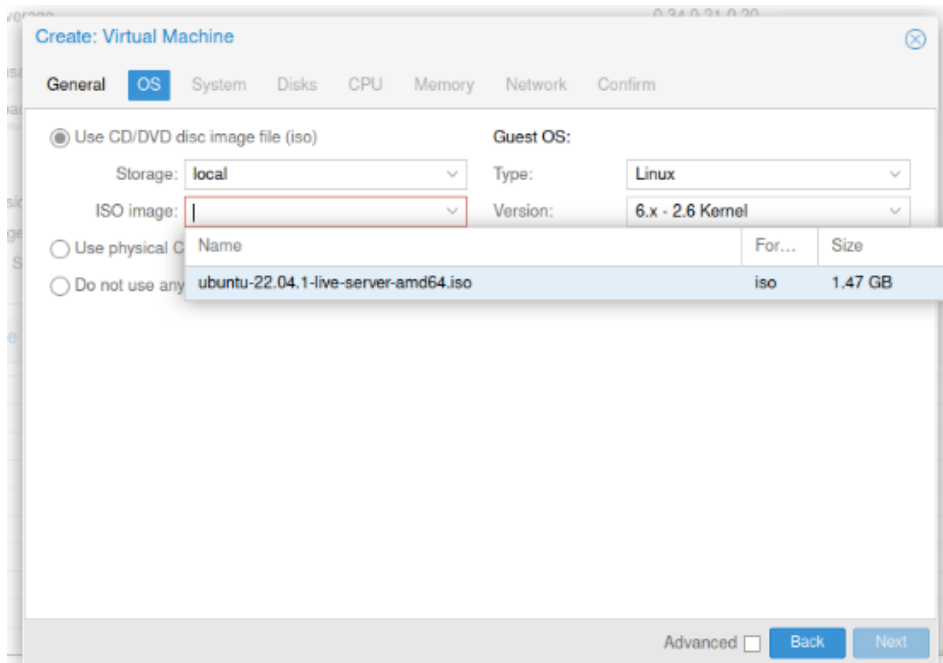 Create: Virtual Machine
General OS System Disks CPU Memory Network Confirm
Use CD/DVD disc image file (iso) Guest OS:
Storage: local Type: Linux
ISO image: Version: 6.x - 2.6 Kernel
Use physical C Name For... Size
Do not use any ubuntu-22.04.1-live-server-amd64.iso iso 1.47 GB
Advanced Back Next